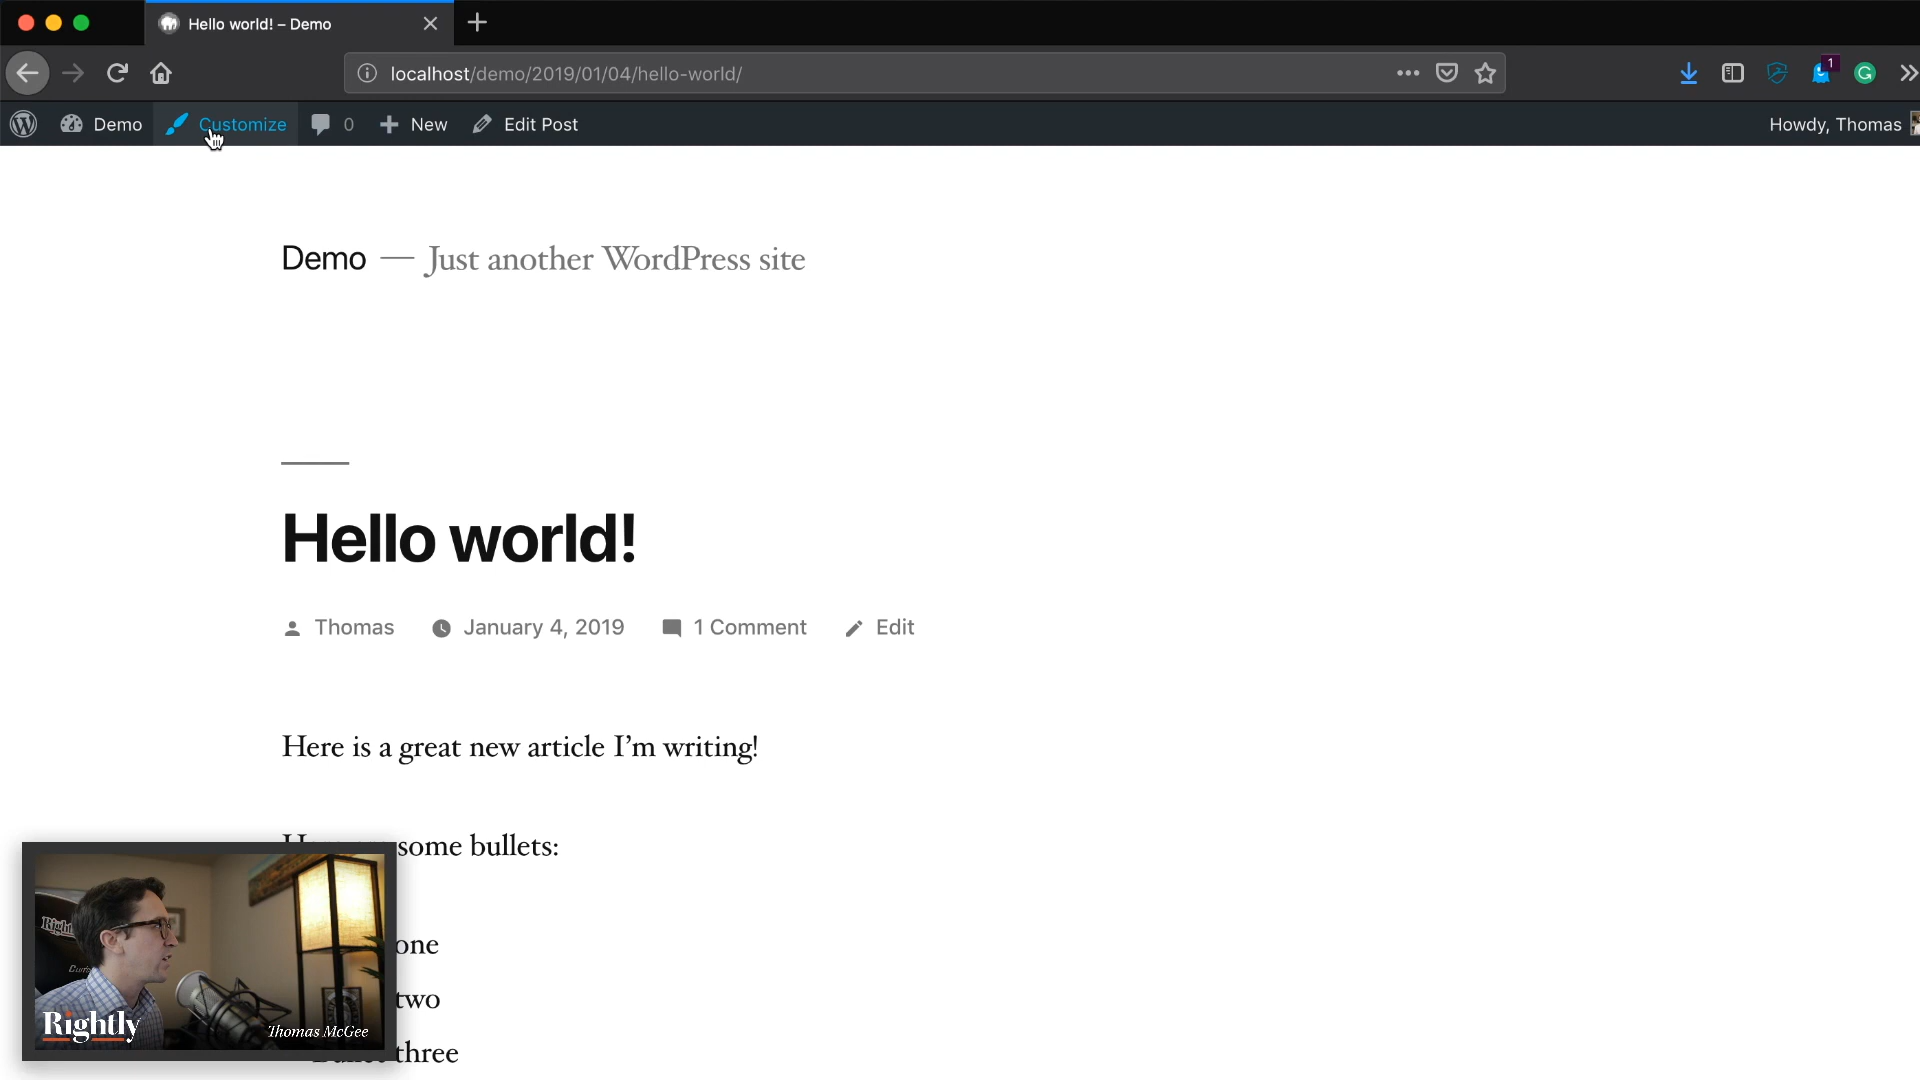 Hello world! – Demo
localhost/demo/2019/01/04/hello-world/
1
G
Demo Customize 0 New Edit Post Howdy, Thomas
Demo — Just another WordPress site
Hello world!
Thomas January 4, 2019 1 Comment Edit
Here is a great new article I’m writing!
some bullets:
one
two
three
Rightly
Thomas McGee